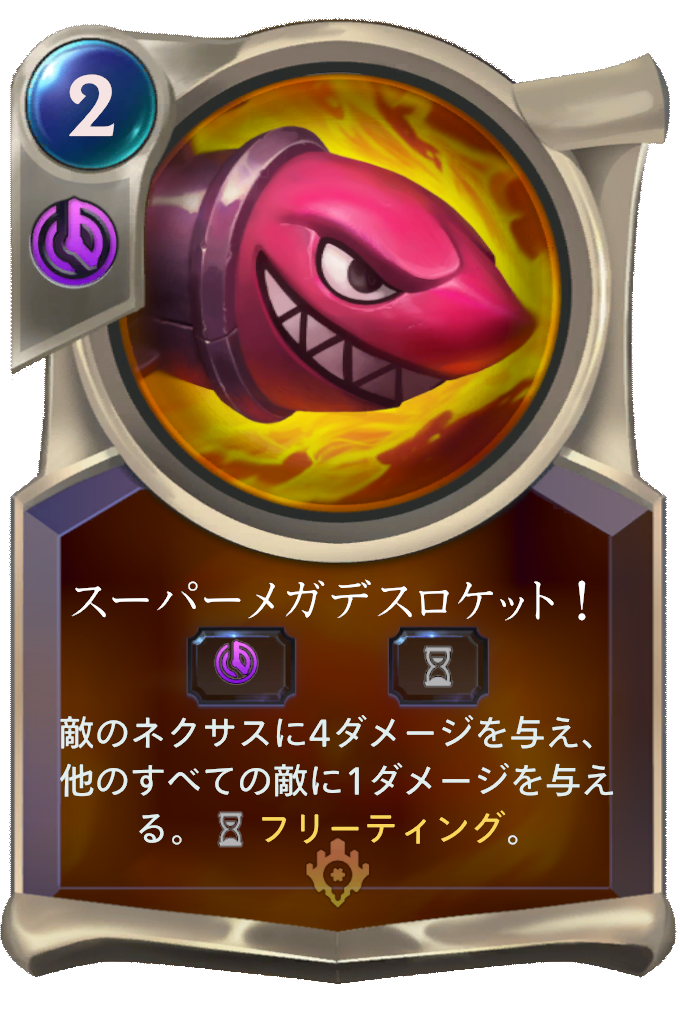 2
スーパーメガデスロケット！
敵のネクサスに4ダメージを与え、
他のすべての敵に1ダメージを与え
る。 フリーティング。